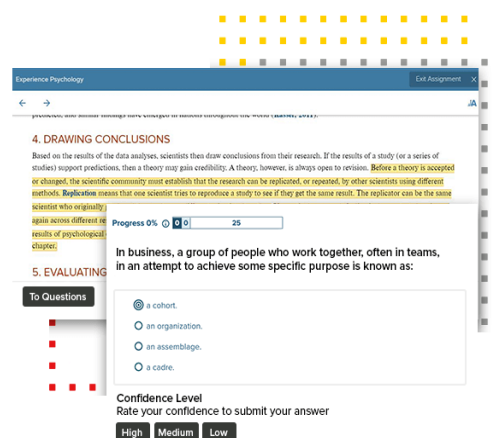 Experience Psychology
Exit Assignment X
4. DRAWING CONCLUSIONS
Based on the results of the data analyses, scientists then draw conclusions from their research. If the results of a study (or a series of
studies) support predictions, then a theory may gain credibility. A theory, however, is always open to revision. Before a theory is accepted
or changed, the scientific community must establish that the research can be replicated, or repeated, by other scientists using different
methods. Replication means that one scientist tries to reproduce a study to see if they get the same result. The replicator can be the same
scientist who originally
again across different
results of psychological
chapter.
5. EVALUATING
To Questions
Progress 0% 0 0 25
In business, a group of people who work together, often in teams,
in an attempt to achieve some specific purpose is known as:
a cohort.
an organization.
an assemblage.
a cadre.
Confidence Level
Rate your confidence to submit your answer
High Medium Low